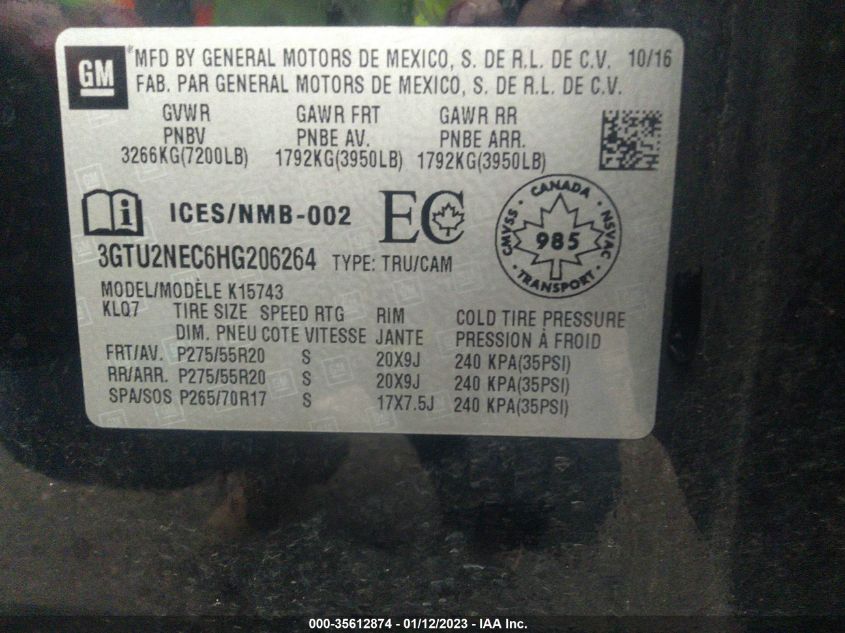 GM
*MFD BY GENERAL MOTORS DE MEXICO, S. DE R.L. DE C.V. 10/16
FAB. PAR GENERAL MOTORS DE MEXICO, S. DE R.L. DE C.V.
GVWR GAWR FRT GAWR RR
PNBV PNBE AV. PNBE ARR.
3266KG(7200LB) 1792KG(3950LB) 1792KG(3950LB)
i ICES/NMB-002 EC
CANADA
CMVSS 985 NSVAC
TRANSPORT
3GTU2NEC6HG206264 TYPE: TRU/CAM
MODEL/MODÈLE K15743
KLQ7 TIRE SIZE SPEED RTG RIM COLD TIRE PRESSURE
DIM. PNEU COTE VITESSE JANTE PRESSION À FROID
FRT/AV. P275/55R20 S 20X9J 240 KPA(35PSI)
RR/ARR. P275/55R20 S 20X9J 240 KPA(35PSI)
SPA/SOS P265/70R17 S 17X7.5J 240 KPA(35PSI)
000-35612874 - 01/12/2023 - IAA Inc.